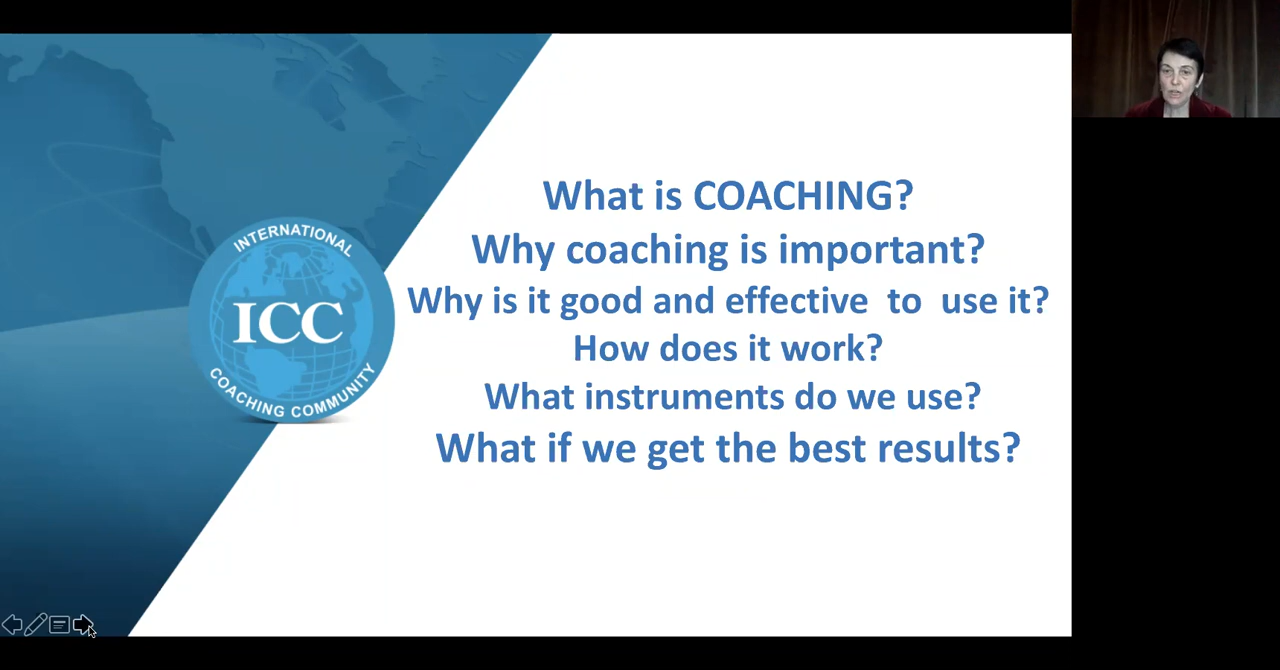 INTERNATIONAL
ICC
COACHING COMMUNITY
What is COACHING?
Why coaching is important?
Why is it good and effective to use it?
How does it work?
What instruments do we use?
What if we get the best results?